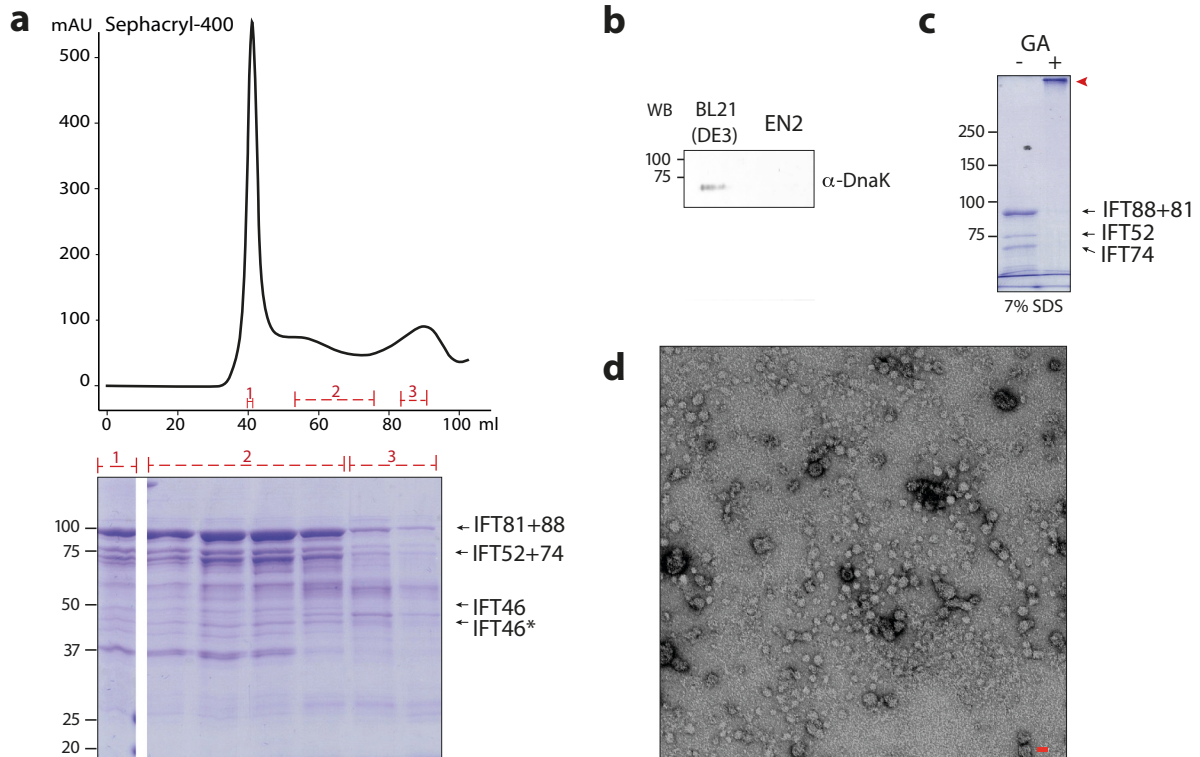 a
mAU Sephacryl-400
500
400
300
200
100
0
1 2 3
0 20 40 60 80 100 ml
1 2 3
100
75
50
37
25
20
IFT81+88
IFT52+74
IFT46
IFT46*
b
WB BL21 (DE3) EN2
100
75
α-DnaK
c
GA
- +
250
150
100
75
IFT88+81
IFT52
IFT74
7% SDS
d